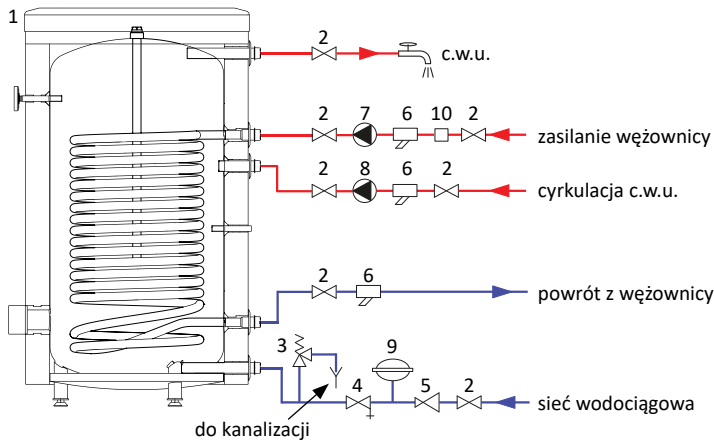 1
2
c.w.u.
2 7 6 10 2
zasilanie wężownicy
2 8 6 2
cyrkulacja c.w.u.
2 6
powrót z wężownicy
3 9
4 5 2
sieć wodociągowa
do kanalizacji